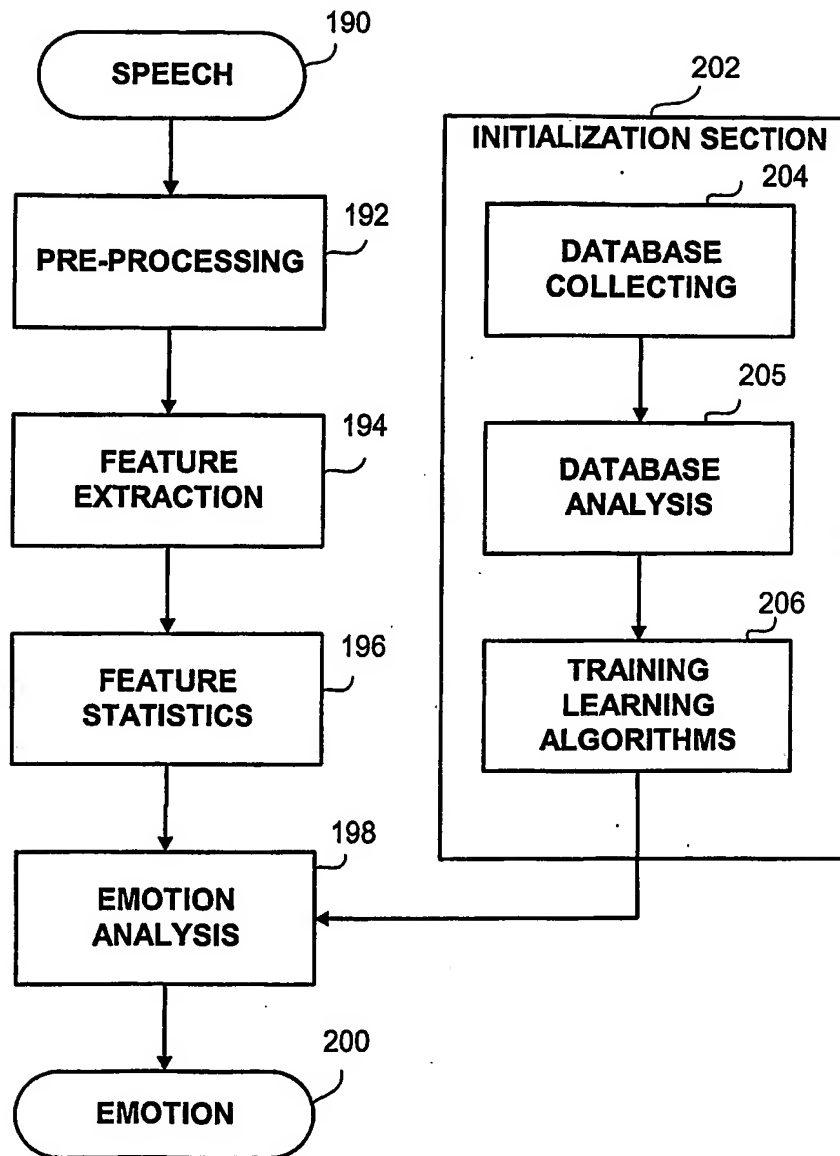 190
SPEECH
192
PRE-PROCESSING
194
FEATURE
EXTRACTION
196
FEATURE
STATISTICS
198
EMOTION
ANALYSIS
200
EMOTION
202
INITIALIZATION SECTION
204
DATABASE
COLLECTING
205
DATABASE
ANALYSIS
206
TRAINING
LEARNING
ALGORITHMS